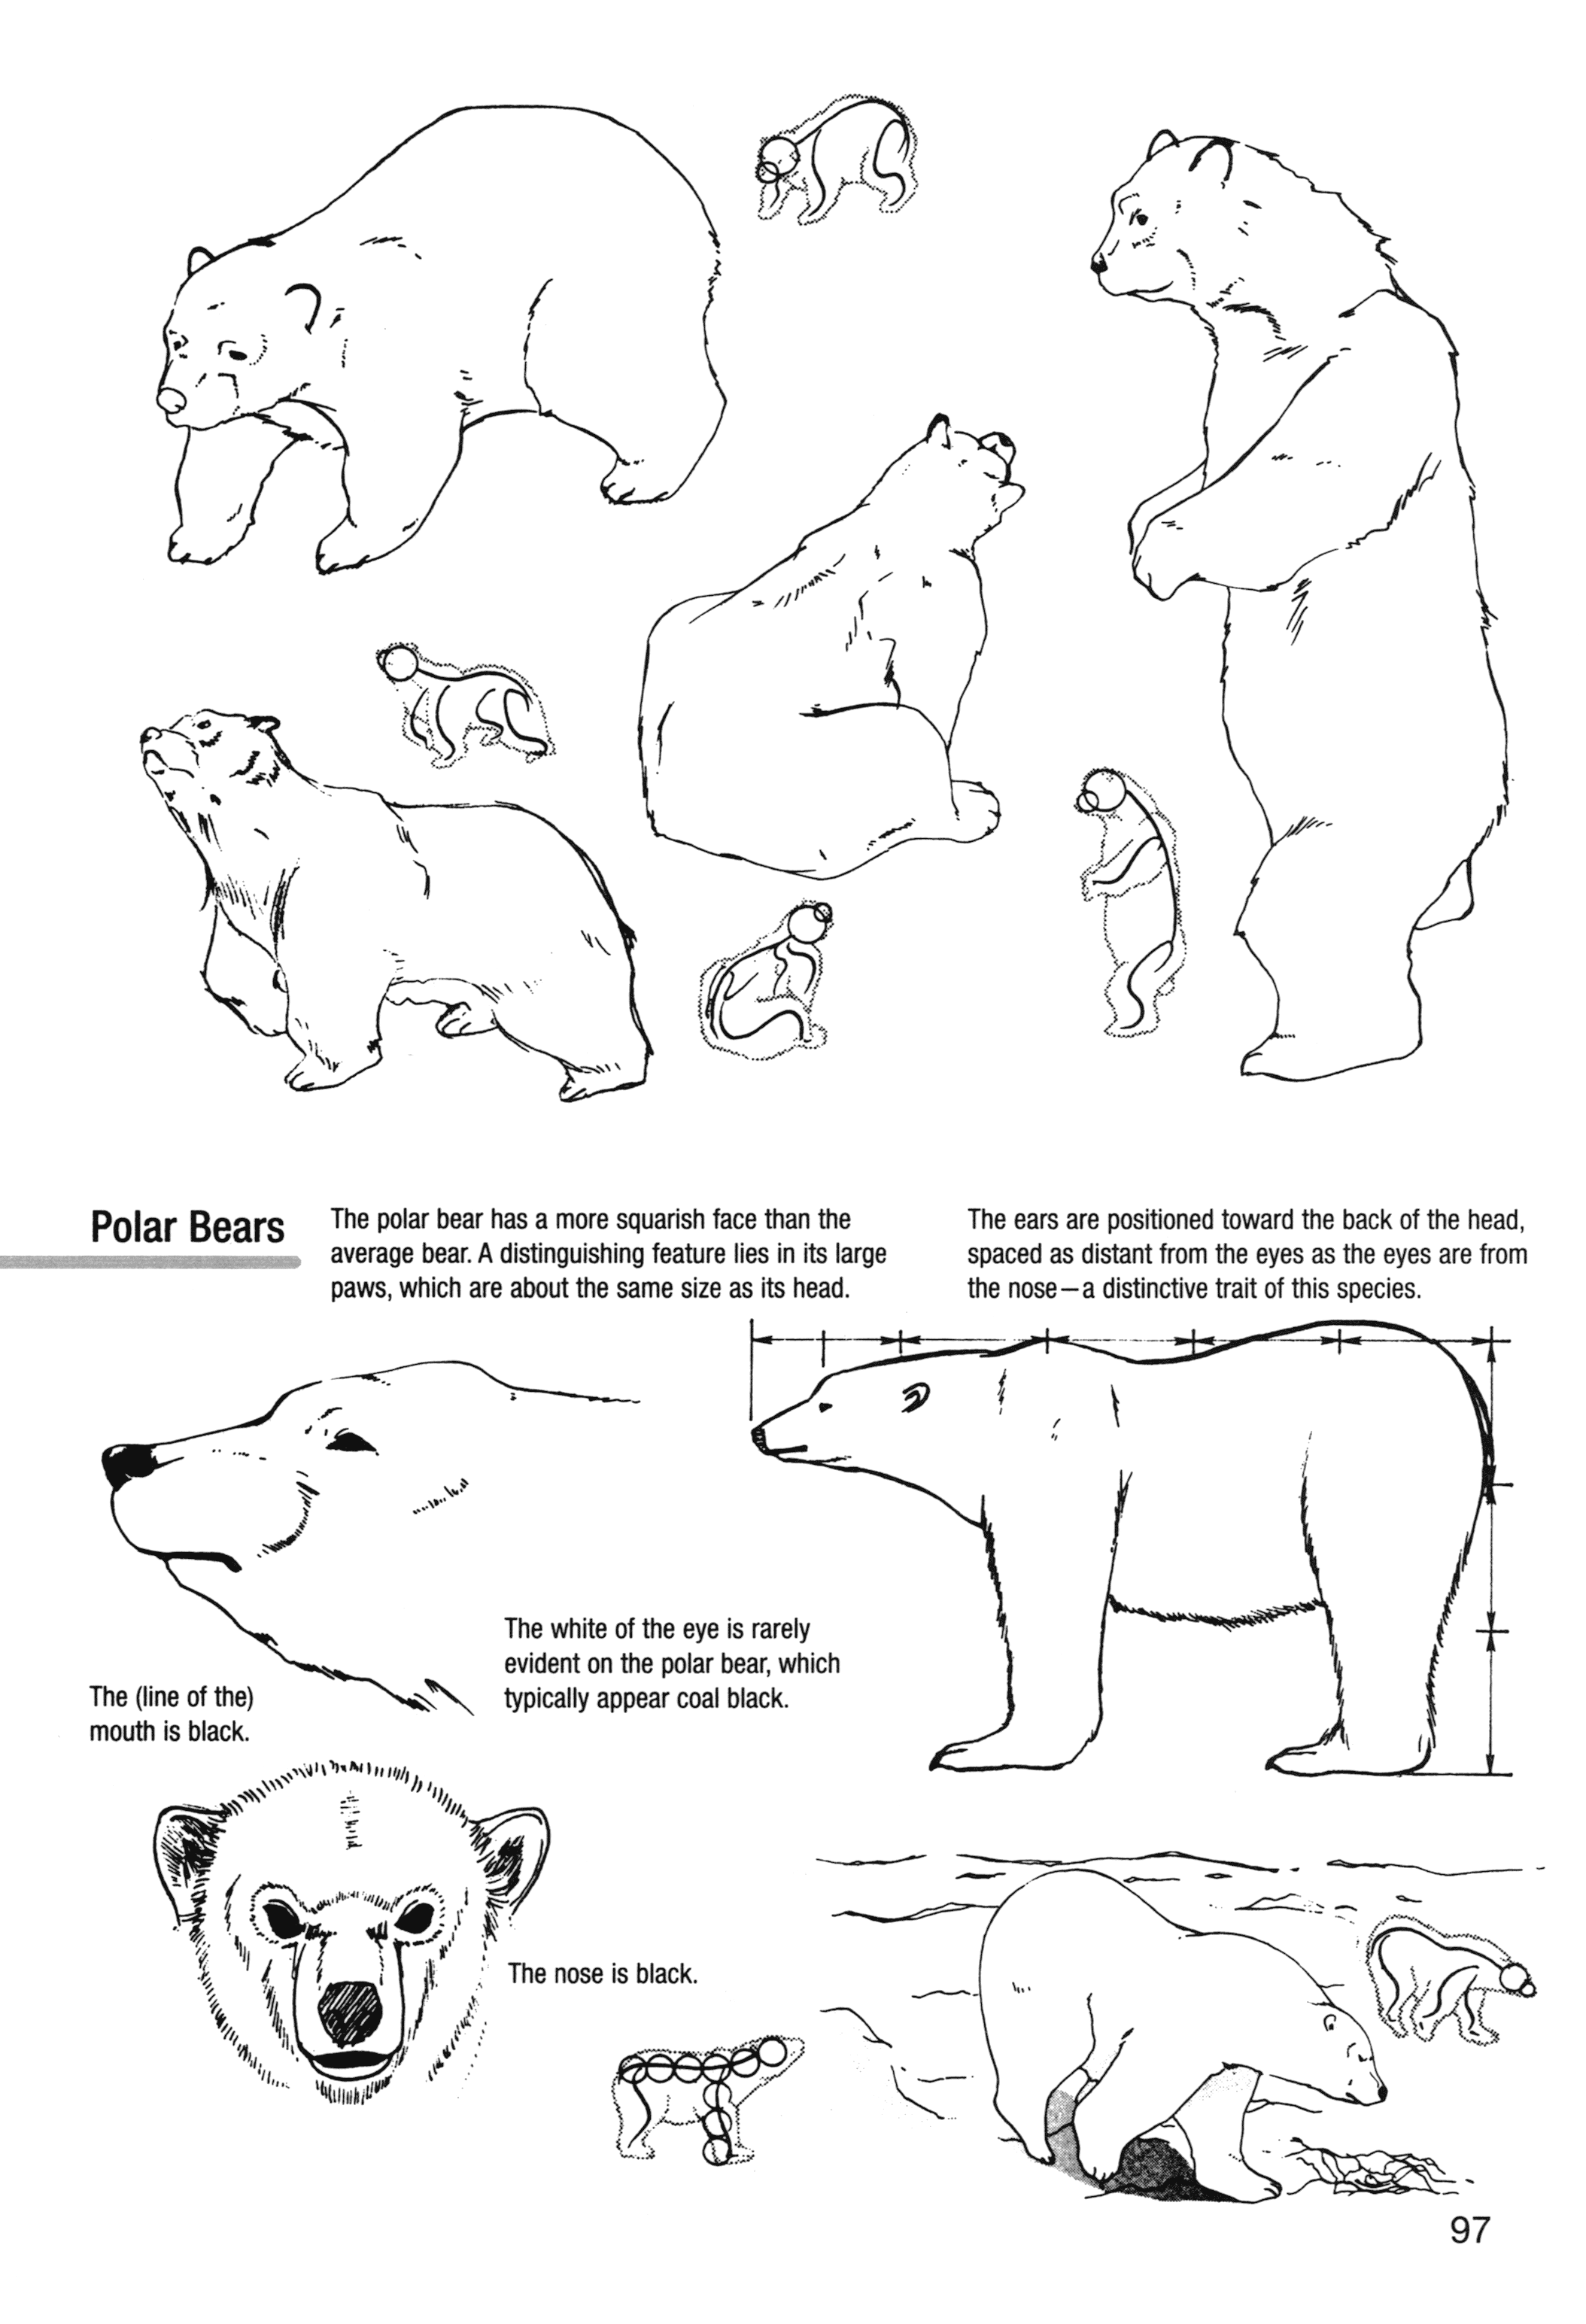 Polar Bears
The polar bear has a more squarish face than the
average bear. A distinguishing feature lies in its large
paws, which are about the same size as its head.
The ears are positioned toward the back of the head,
spaced as distant from the eyes as the eyes are from
the nose—a distinctive trait of this species.
The white of the eye is rarely
evident on the polar bear, which
typically appear coal black.
The (line of the)
mouth is black.
The nose is black.
97